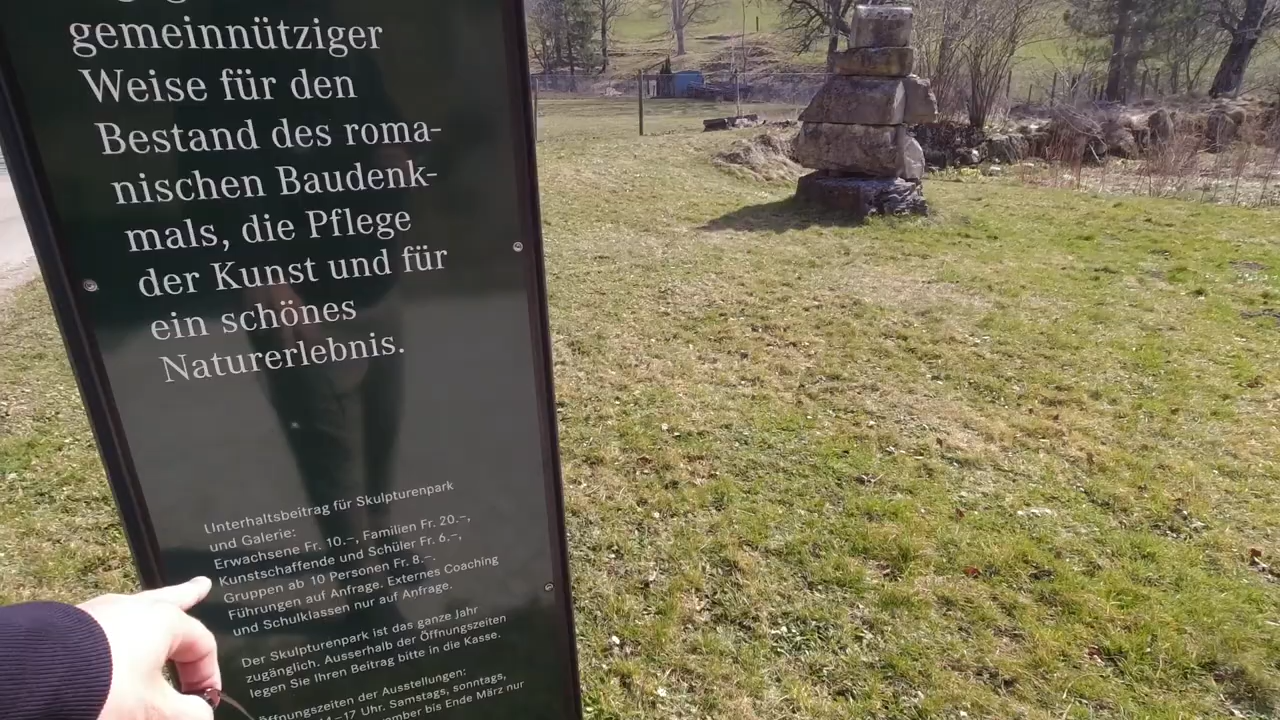 gemeinnütziger
Weise für den
Bestand des roma-
nischen Baudenk-
mals, die Pflege
der Kunst und für
ein schönes
Naturerlebnis.
Unterhaltsbeitrag für Skulpturenpark
und Galerie:
Erwachsene Fr. 10.–, Familien Fr. 20.–,
Kunstschaffende und Schüler Fr. 6.–,
Gruppen ab 10 Personen Fr. 8.–.
Führungen auf Anfrage. Externes Coaching
und Schulklassen nur auf Anfrage.
Der Skulpturenpark ist das ganze Jahr
zugänglich. Ausserhalb der Öffnungszeiten
legen Sie Ihren Beitrag bitte in die Kasse.
Öffnungszeiten der Ausstellungen:
17 Uhr. Samstags, sonntags,
bis Ende März nur